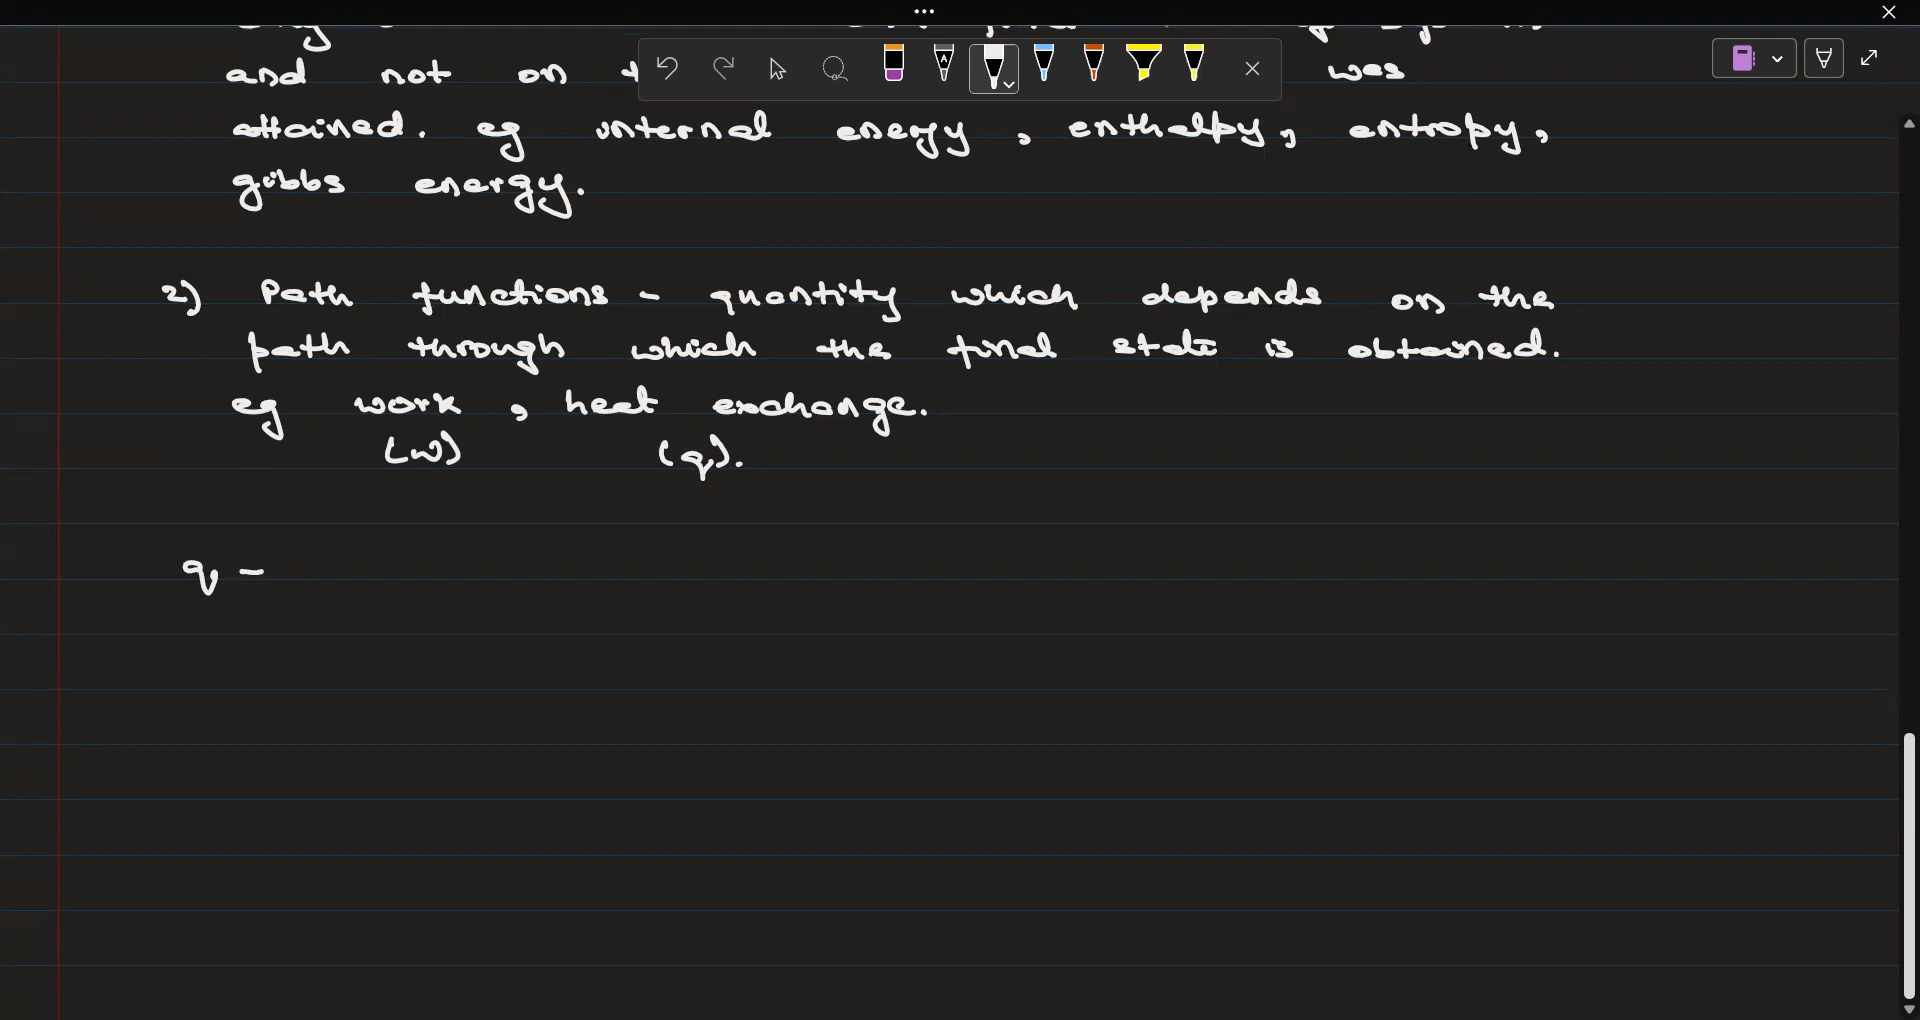 and not on was
attained. eg internal energy, enthalpy, entropy,
gibbs energy.
2) Path functions - quantity which depends on the
path through which the final state is obtained.
eg work, heat exchange.
(w) (q).
q -